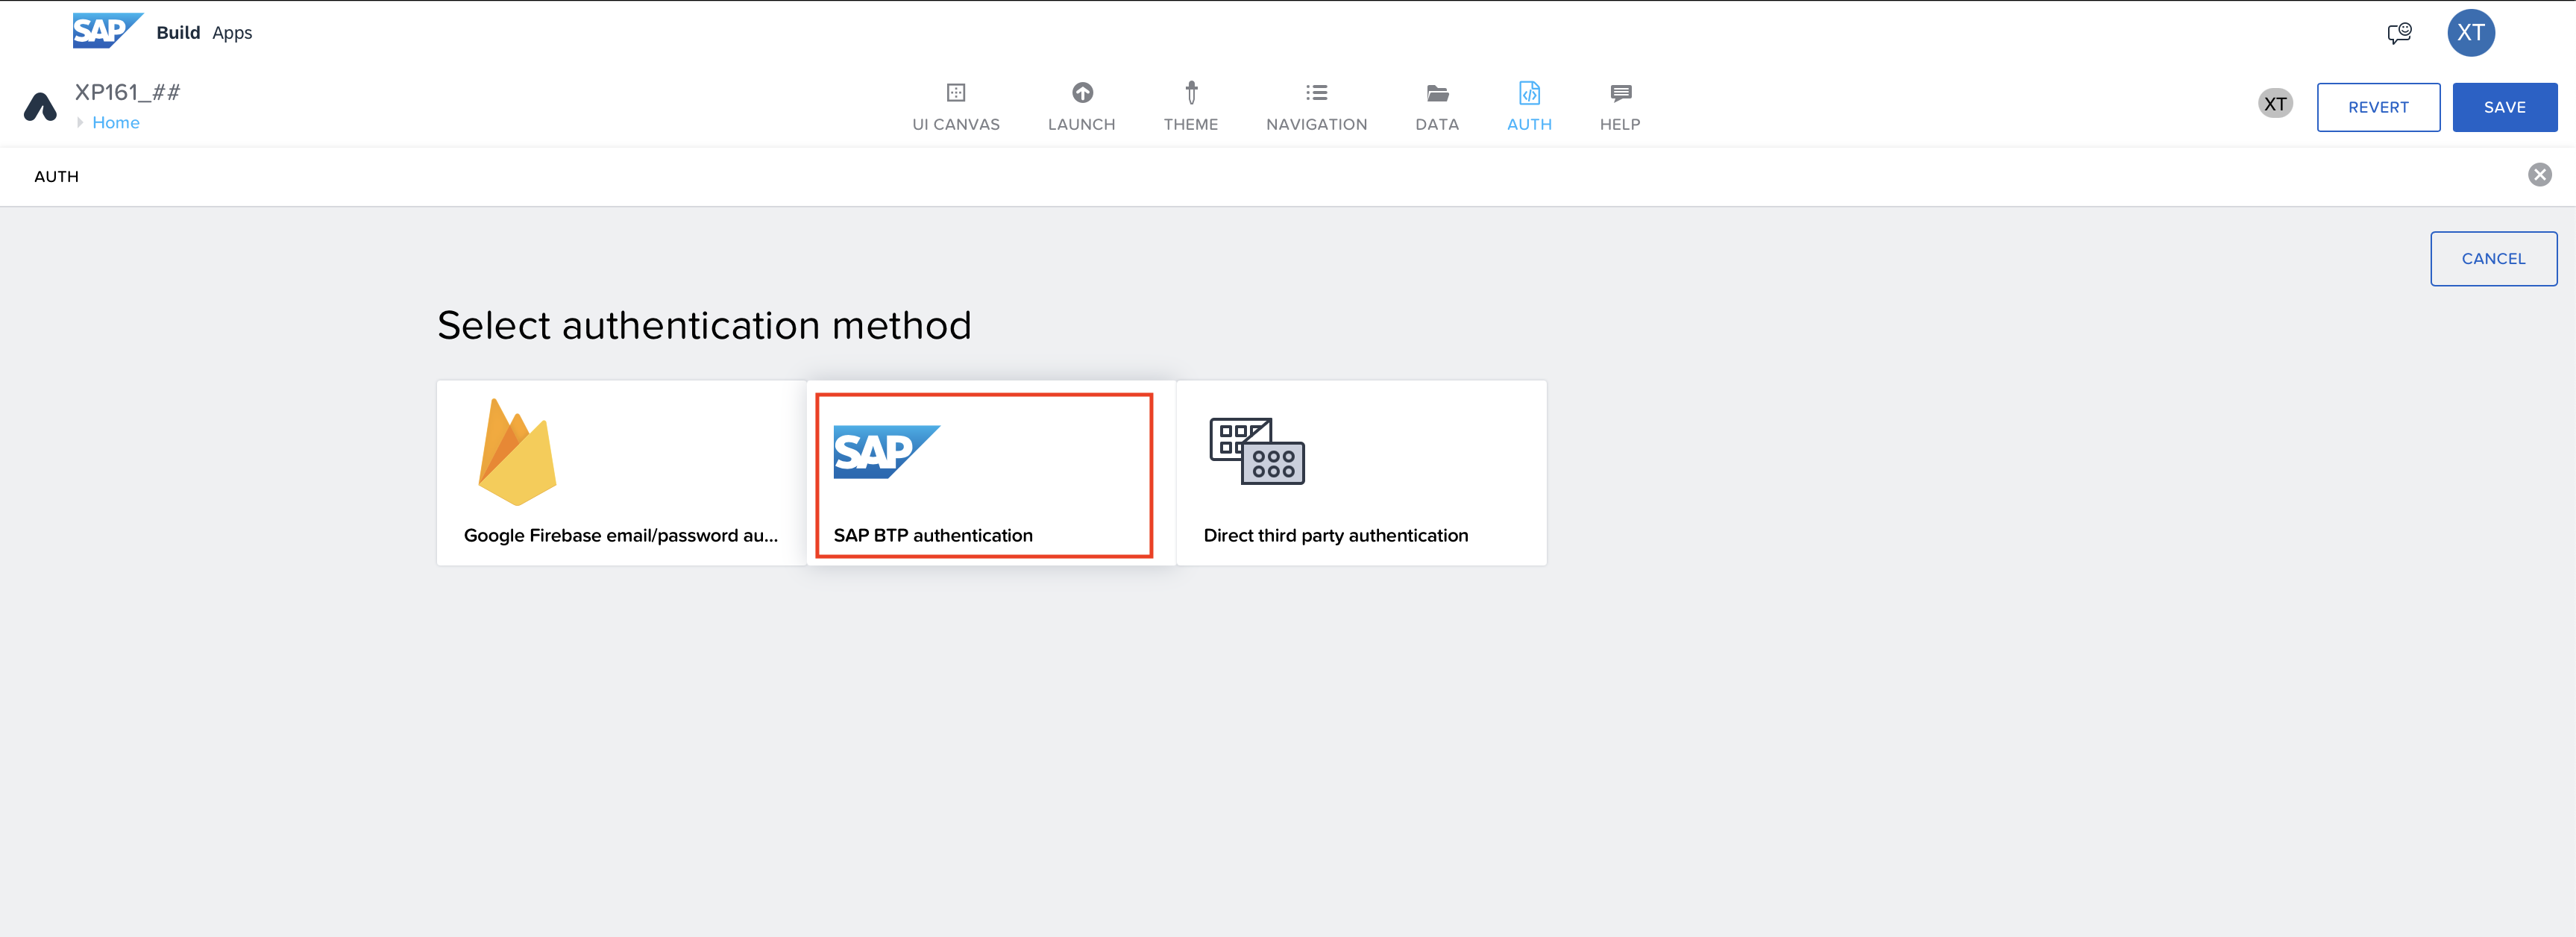 SAP Build Apps
XT
XP161_##
Home
UI CANVAS
LAUNCH
THEME
NAVIGATION
DATA
AUTH
HELP
XT
REVERT
SAVE
AUTH
CANCEL
Select authentication method
Google Firebase email/password au...
SAP
SAP BTP authentication
Direct third party authentication